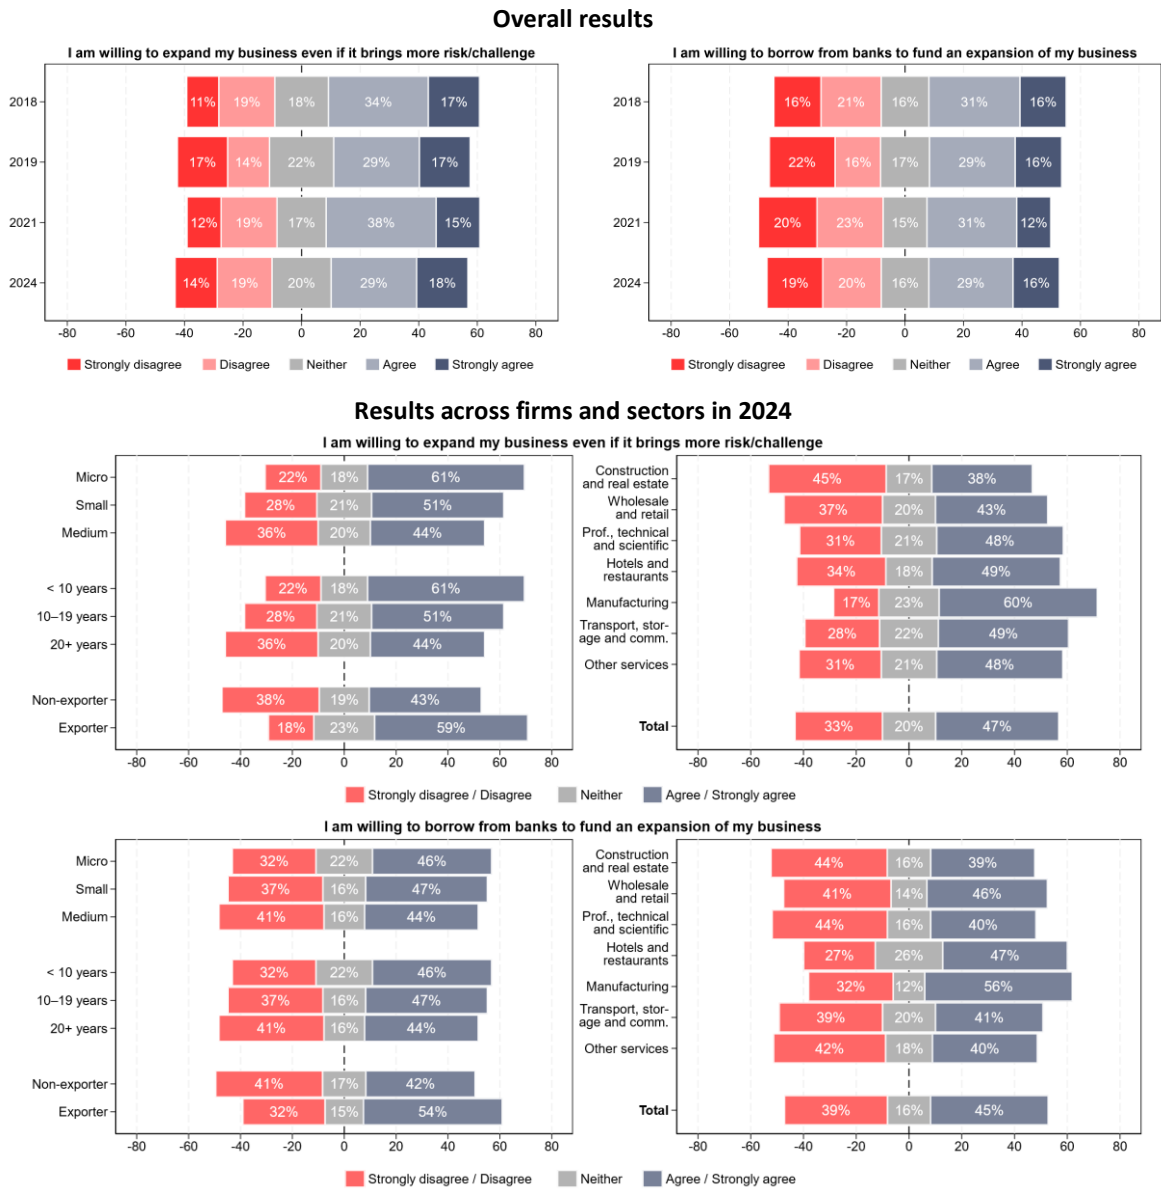 Overall results
I am willing to expand my business even if it brings more risk/challenge
2018
11% 19% 18% 34% 17%
2019
17% 14% 22% 29% 17%
2021
12% 19% 17% 38% 15%
2024
14% 19% 20% 29% 18%
-80 -60 -40 -20 0 20 40 60 80
Strongly disagree Disagree Neither Agree Strongly agree
I am willing to borrow from banks to fund an expansion of my business
2018
16% 21% 16% 31% 16%
2019
22% 16% 17% 29% 16%
2021
20% 23% 15% 31% 12%
2024
19% 20% 16% 29% 16%
-80 -60 -40 -20 0 20 40 60 80
Strongly disagree Disagree Neither Agree Strongly agree
Results across firms and sectors in 2024
I am willing to expand my business even if it brings more risk/challenge
Micro 22% 18% 61%
Small 28% 21% 51%
Medium 36% 20% 44%
< 10 years 22% 18% 61%
10–19 years 28% 21% 51%
20+ years 36% 20% 44%
Non-exporter 38% 19% 43%
Exporter 18% 23% 59%
-80 -60 -40 -20 0 20 40 60 80
Construction
and real estate 45% 17% 38%
Wholesale
and retail 37% 20% 43%
Prof., technical
and scientific 31% 21% 48%
Hotels and
restaurants 34% 18% 49%
Manufacturing 17% 23% 60%
Transport, stor-
age and comm. 28% 22% 49%
Other services 31% 21% 48%
Total 33% 20% 47%
-80 -60 -40 -20 0 20 40 60 80
Strongly disagree / Disagree Neither Agree / Strongly agree
I am willing to borrow from banks to fund an expansion of my business
Micro 32% 22% 46%
Small 37% 16% 47%
Medium 41% 16% 44%
< 10 years 32% 22% 46%
10–19 years 37% 16% 47%
20+ years 41% 16% 44%
Non-exporter 41% 17% 42%
Exporter 32% 15% 54%
-80 -60 -40 -20 0 20 40 60 80
Construction
and real estate 44% 16% 39%
Wholesale
and retail 41% 14% 46%
Prof., technical
and scientific 44% 16% 40%
Hotels and
restaurants 27% 26% 47%
Manufacturing 32% 12% 56%
Transport, stor-
age and comm. 39% 20% 41%
Other services 42% 18% 40%
Total 39% 16% 45%
-80 -60 -40 -20 0 20 40 60 80
Strongly disagree / Disagree Neither Agree / Strongly agree